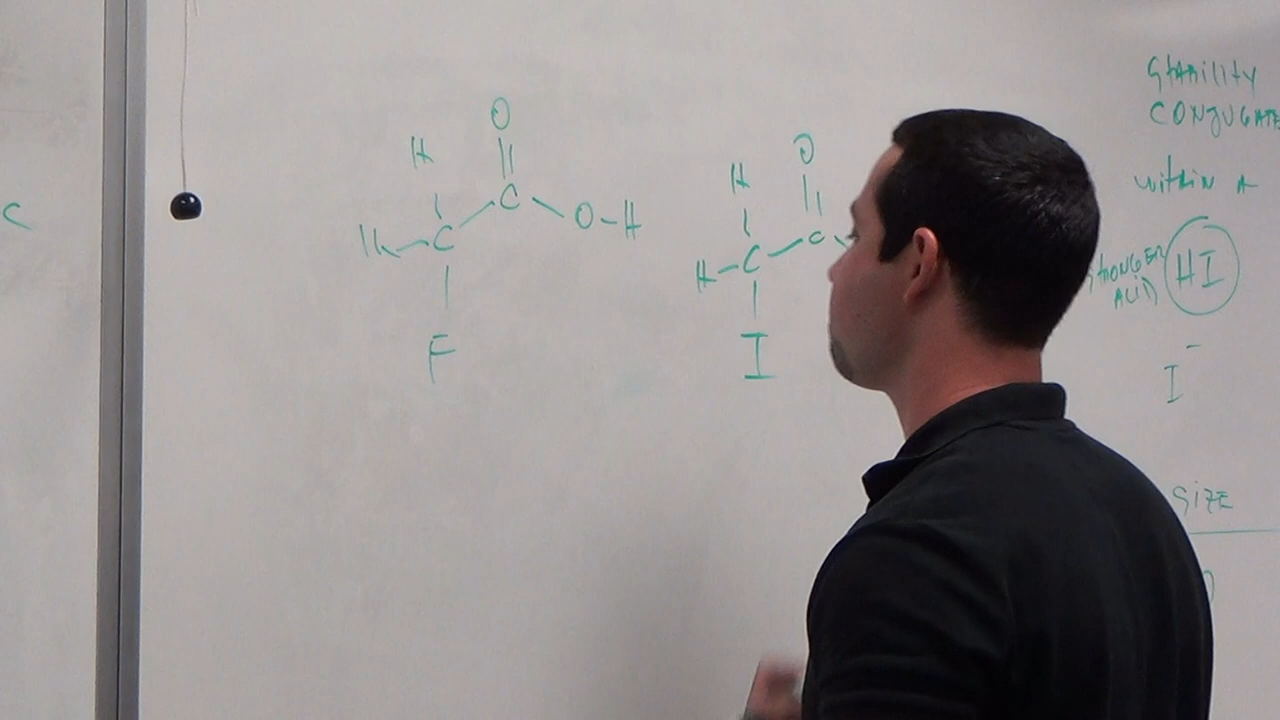 C
O
H
||
C
H-C
O-H
F
O
H
||
C
H-C
I
STABILITY
CONJUGATE
within A
STRONGER HI
ACID
I⁻
SIZE